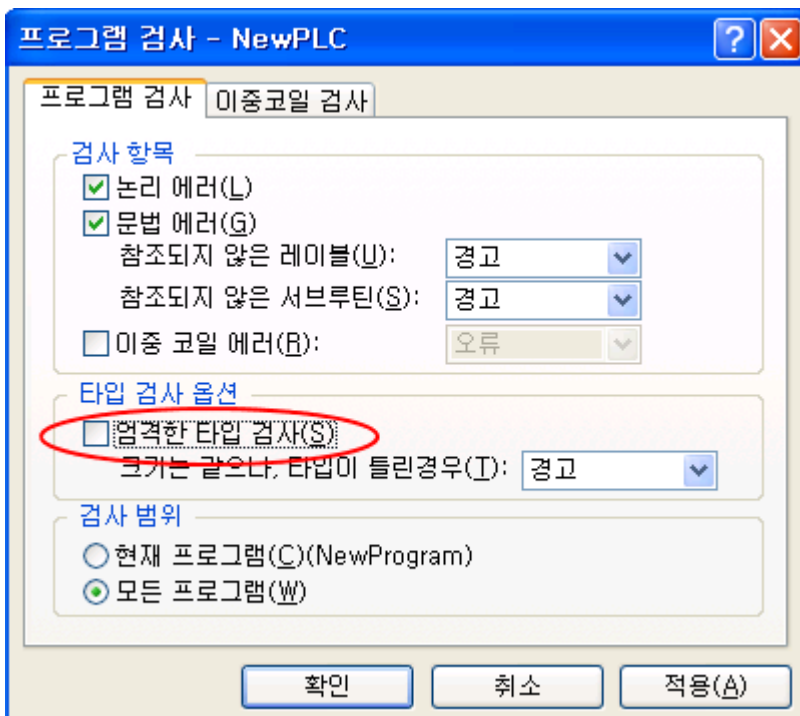 프로그램 검사 - NewPLC
프로그램 검사 이중코일 검사
검사 항목
논리 에러(L)
문법 에러(G)
참조되지 않은 레이블(U): 경고
참조되지 않은 서브루틴(S): 경고
이중 코일 에러(R): 오류
타입 검사 옵션
엄격한 타입 검사(S)
크기는 같으나, 타입이 틀린경우(T): 경고
검사 범위
현재 프로그램(C)(NewProgram)
모든 프로그램(W)
확인 취소 적용(A)